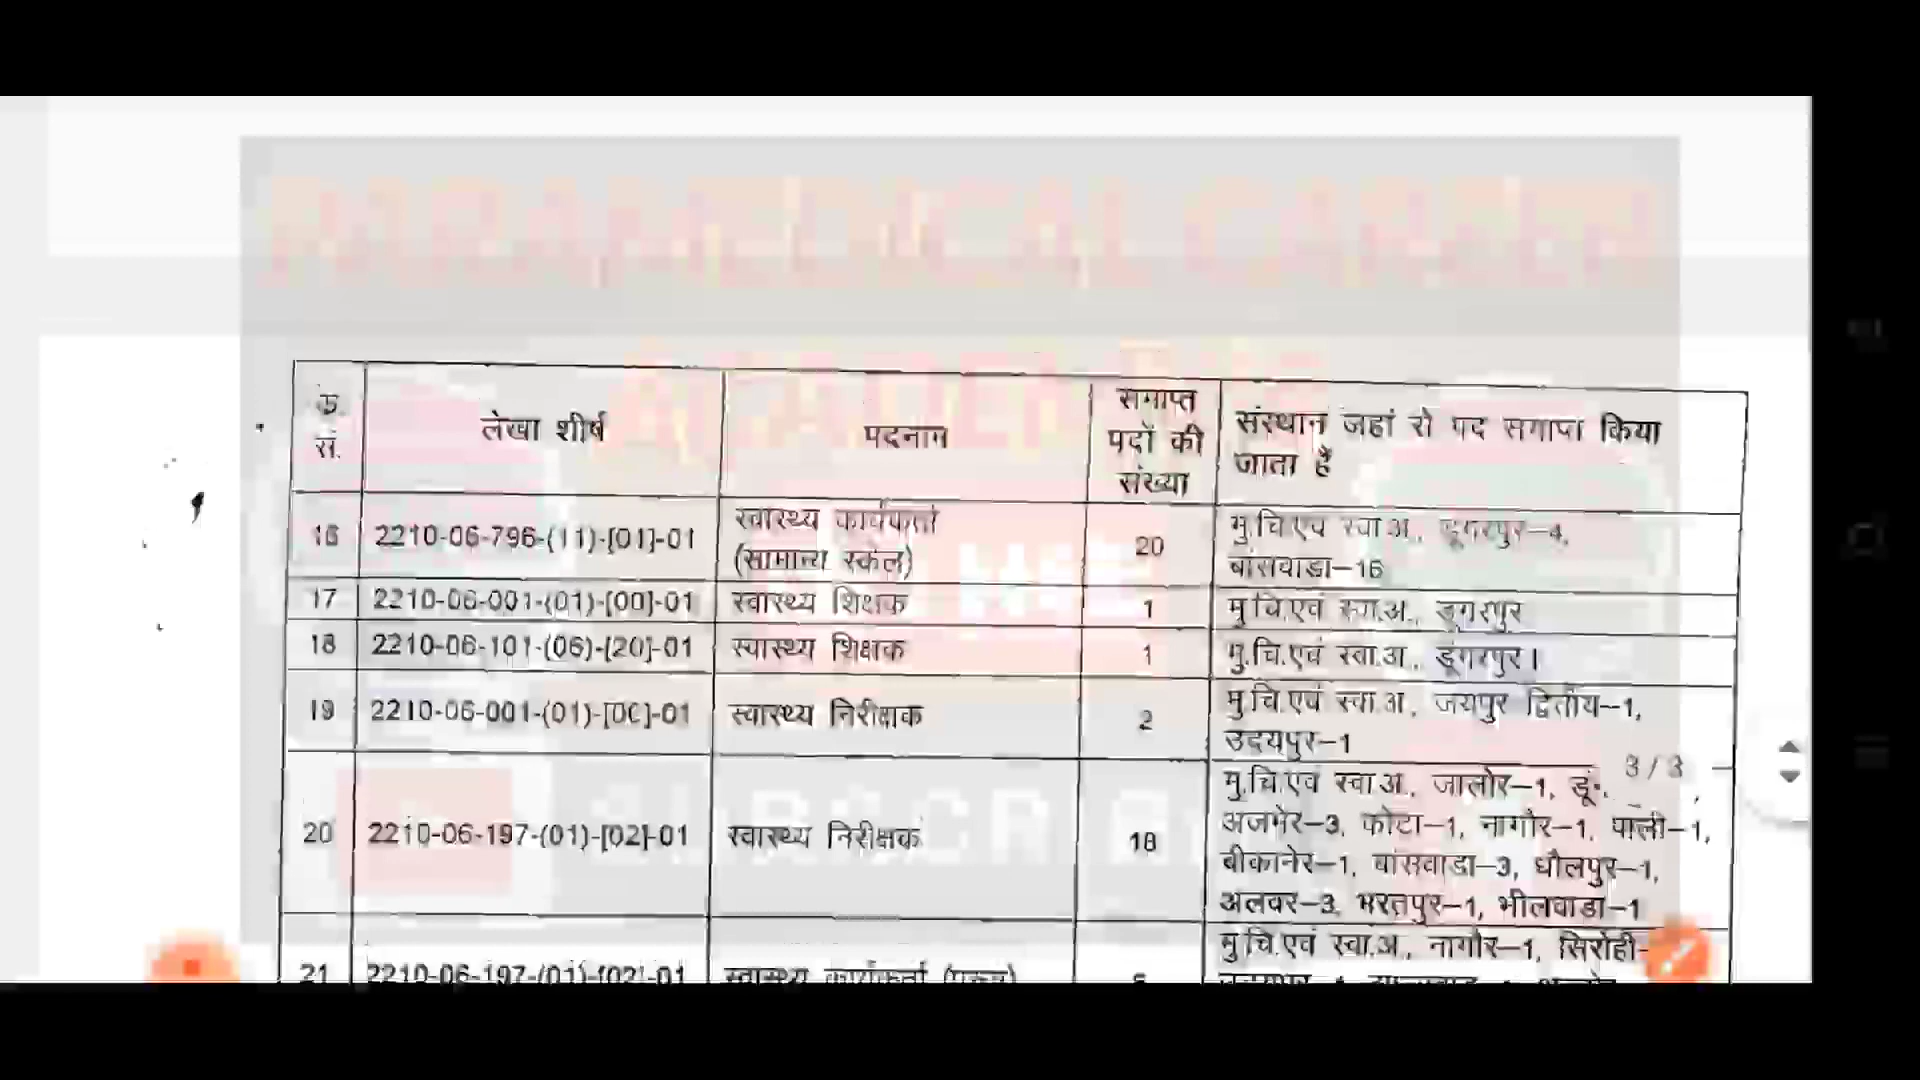 PARAMEDICAL CAREER
ACADEMY
क्र. सं.
लेखा शीर्ष
पदनाम
समाप्त पदों की संख्या
संस्थान जहां से पद समाप्त किया जाता है
16 2210-06-796-(11)-[01]-01 स्वास्थ्य कार्यकर्ता (सामान्य स्केल) 20 मु.चि.एवं स्वा.अ., डूंगरपुर-4,
बांसवाडा-16
17 2210-06-001-(01)-[00]-01 स्वास्थ्य शिक्षक 1 मु.चि.एवं स्वा.अ., डूंगरपुर
18 2210-06-101-(06)-[20]-01 स्वास्थ्य शिक्षक 1 मु.चि.एवं स्वा.अ., डूंगरपुर।
19 2210-06-001-(01)-[00]-01 स्वास्थ्य निरीक्षक 2 मु.चि.एवं स्वा.अ., जयपुर द्वितीय-1,
उदयपुर-1
3 / 3
20 2210-06-197-(01)-[02]-01 स्वास्थ्य निरीक्षक 18 मु.चि.एवं स्वा.अ., जालोर-1,
अजमेर-3, कोटा-1, नागौर-1, पाली-1,
बीकानेर-1, बांसवाडा-3, धौलपुर-1,
अलवर-3, भरतपुर-1, भीलवाडा-1
21 2210-06-197-(01)-[02]-01 स्वास्थ्य कार्यकर्ता मु.चि.एवं स्वा.अ., नागौर-1, सिरोही-